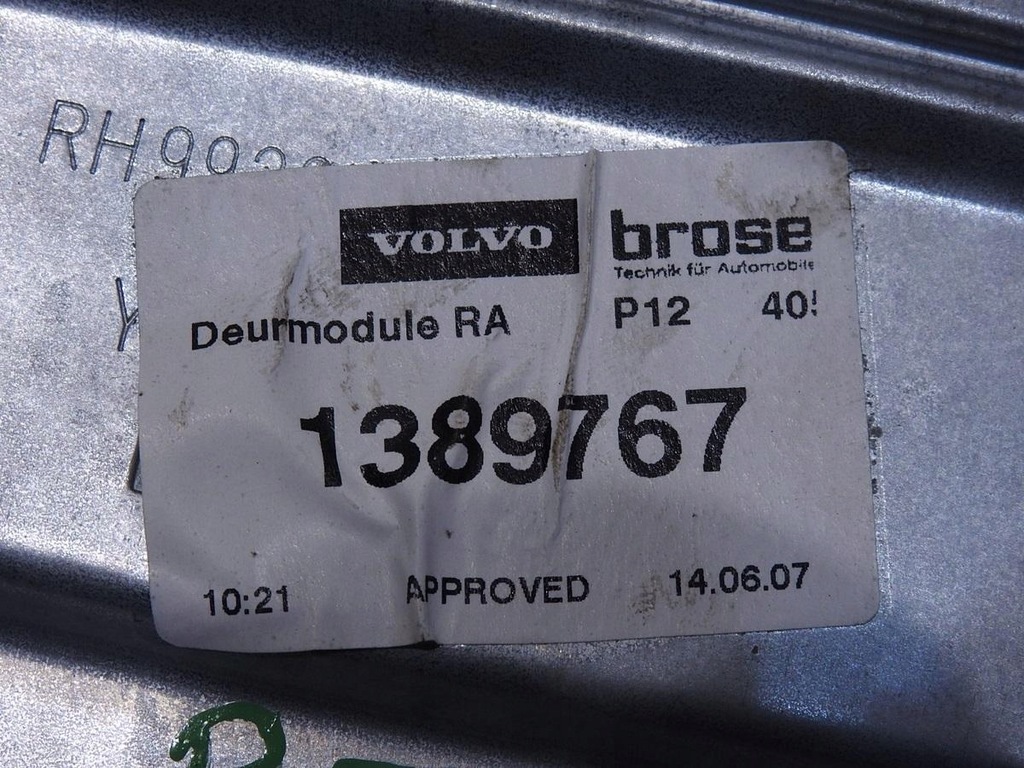 VOLVO brose
Technik für Automobile
Deurmodule RA P12
1389767
10:21 APPROVED 14.06.07